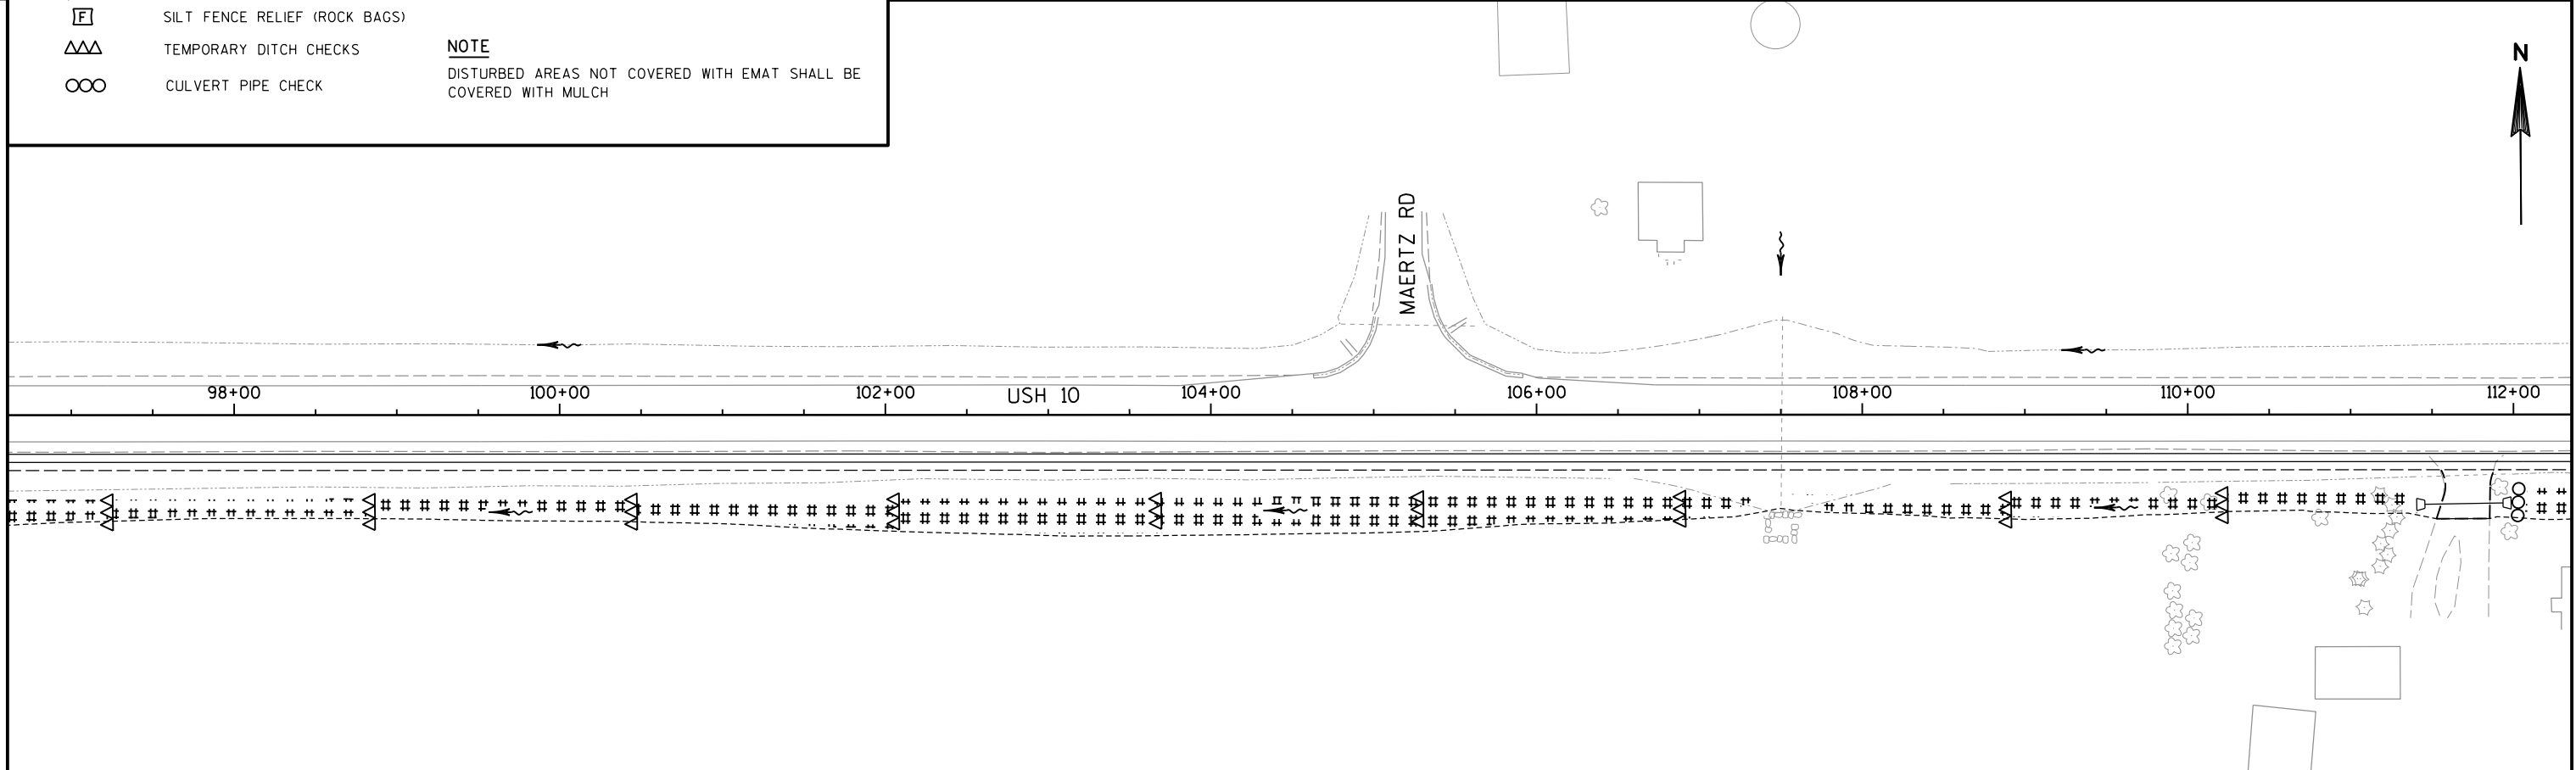 F SILT FENCE RELIEF (ROCK BAGS)
TEMPORARY DITCH CHECKS
CULVERT PIPE CHECK
NOTE
DISTURBED AREAS NOT COVERED WITH EMAT SHALL BE
COVERED WITH MULCH
N
MAERTZ RD
98+00 100+00 102+00 USH 10 104+00 106+00 108+00 110+00 112+00